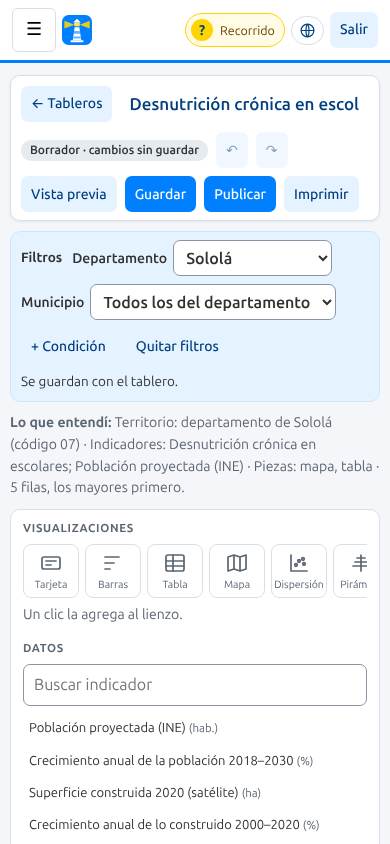 ☰ ? Recorrido Salir
← Tableros Desnutrición crónica en escol
Borrador · cambios sin guardar ↶ ↷
Vista previa Guardar Publicar Imprimir
Filtros Departamento Sololá
Municipio Todos los del departamento
+ Condición Quitar filtros
Se guardan con el tablero.
Lo que entendí: Territorio: departamento de Sololá
(código 07) · Indicadores: Desnutrición crónica en
escolares; Población proyectada (INE) · Piezas: mapa, tabla ·
5 filas, los mayores primero.
VISUALIZACIONES
Tarjeta Barras Tabla Mapa Dispersión Pirám
Un clic la agrega al lienzo.
DATOS
Buscar indicador
Población proyectada (INE) (hab.)
Crecimiento anual de la población 2018–2030 (%)
Superficie construida 2020 (satélite) (ha)
Crecimiento anual de lo construido 2000–2020 (%)